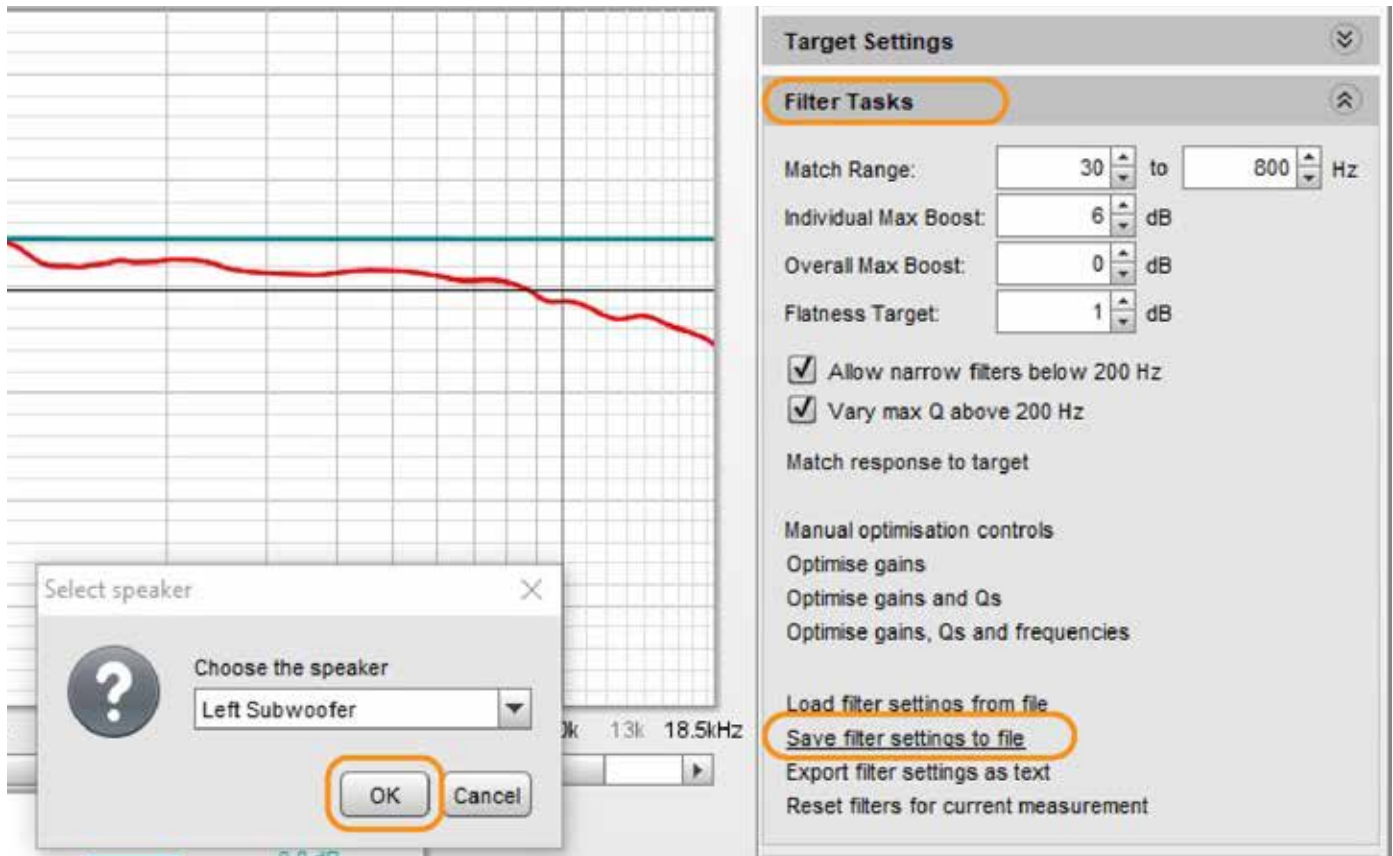 Target Settings
Filter Tasks
Match Range: 30 to 800 Hz
Individual Max Boost: 6 dB
Overall Max Boost: 0 dB
Flatness Target: 1 dB
Allow narrow filters below 200 Hz
Vary max Q above 200 Hz
Match response to target
Manual optimisation controls
Optimise gains
Optimise gains and Qs
Optimise gains, Qs and frequencies
Load filter settings from file
Save filter settings to file
Export filter settings as text
Reset filters for current measurement
Select speaker
Choose the speaker
Left Subwoofer
OK Cancel
13k 18.5kHz